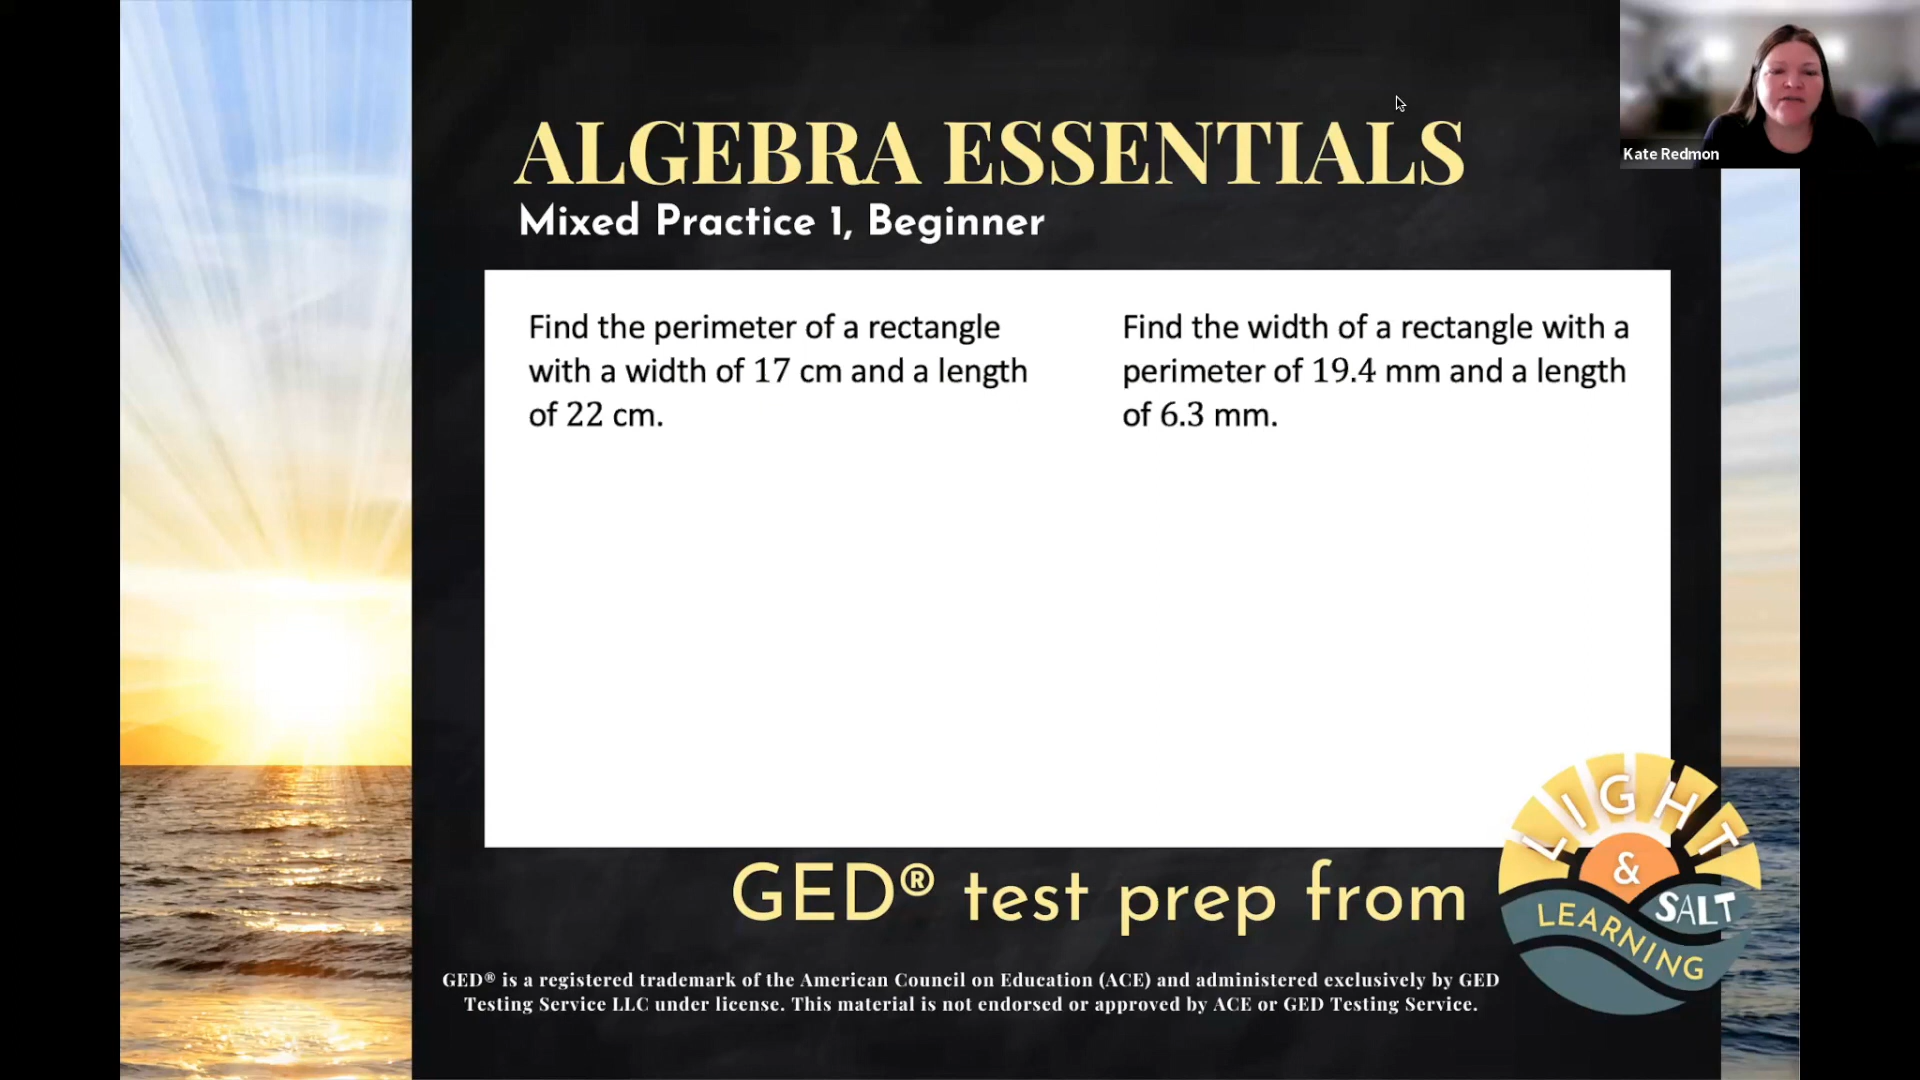 Kate Redmon
ALGEBRA ESSENTIALS
Mixed Practice 1, Beginner
Find the perimeter of a rectangle
with a width of 17 cm and a length
of 22 cm.
Find the width of a rectangle with a
perimeter of 19.4 mm and a length
of 6.3 mm.
GED® test prep from
LIGHT
&
SALT
LEARNING
GED® is a registered trademark of the American Council on Education (ACE) and administered exclusively by GED
Testing Service LLC under license. This material is not endorsed or approved by ACE or GED Testing Service.